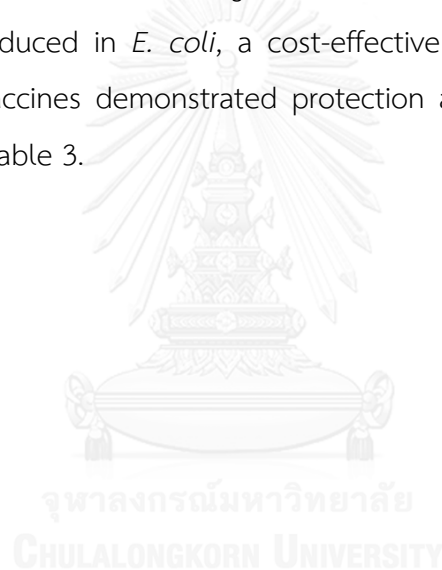 duced in E. coli, a cost-effective
accines demonstrated protection a
able 3.
จุฬาลงกรณ์มหาวิทยาลัย
CHULALONGKORN UNIVERSITY